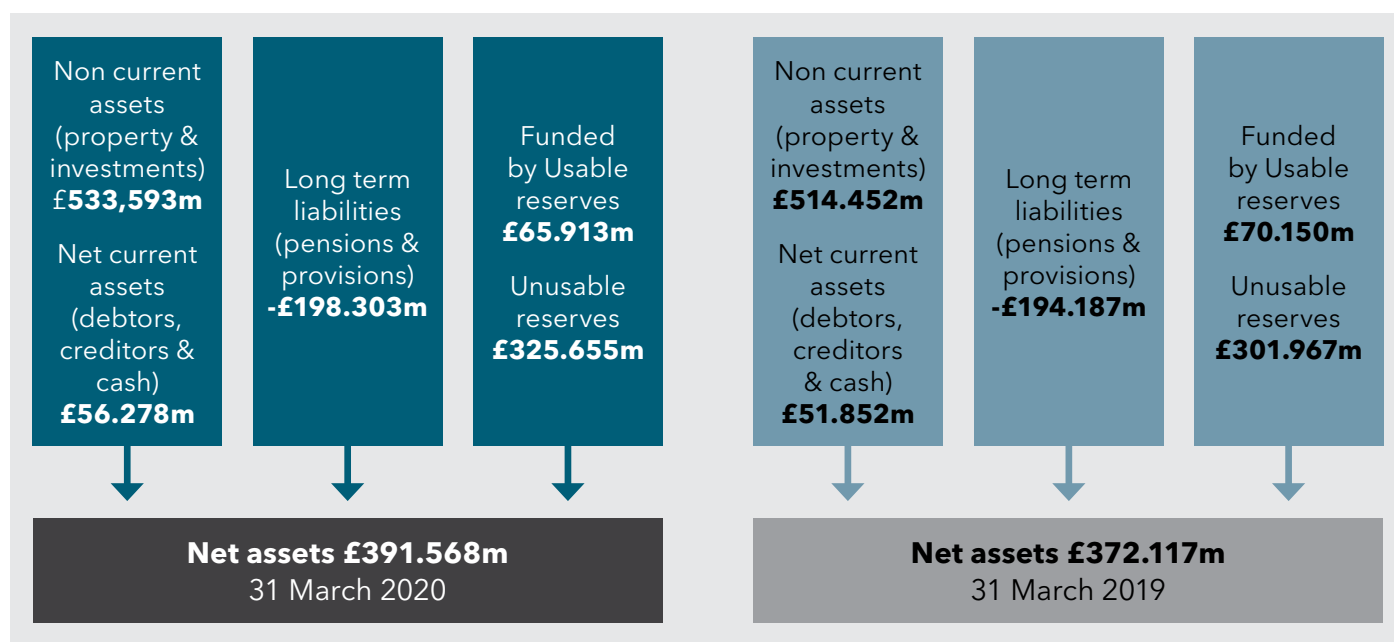 Non current
assets
(property &
investments)
£533,593m
Net current
assets
(debtors,
creditors &
cash)
£56.278m
Long term
liabilities
(pensions &
provisions)
-£198.303m
Funded
by Usable
reserves
£65.913m
Unusable
reserves
£325.655m
Net assets £391.568m
31 March 2020
Non current
assets
(property &
investments)
£514.452m
Net current
assets
(debtors,
creditors
& cash)
£51.852m
Long term
liabilities
(pensions &
provisions)
-£194.187m
Funded
by Usable
reserves
£70.150m
Unusable
reserves
£301.967m
Net assets £372.117m
31 March 2019